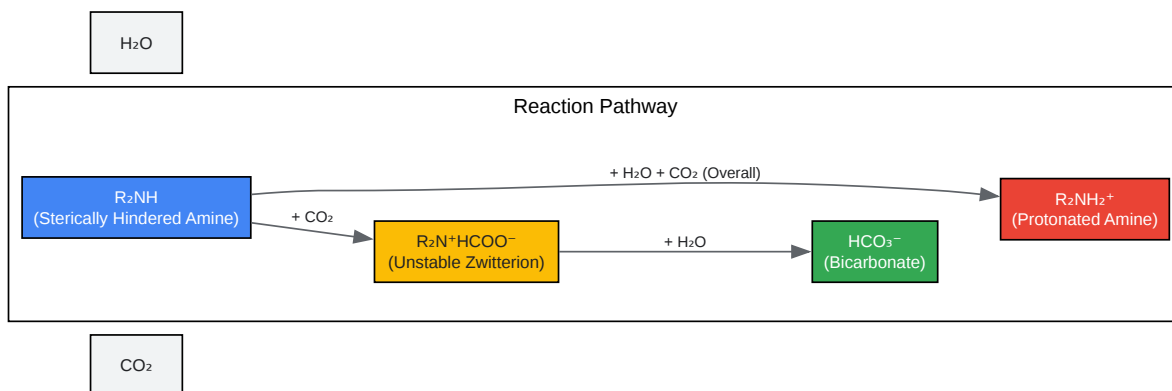 H₂O
Reaction Pathway
R₂NH
(Sterically Hindered Amine)
+ H₂O + CO₂ (Overall)
R₂NH₂⁺
(Protonated Amine)
+ CO₂
R₂N⁺HCOO⁻
(Unstable Zwitterion)
+ H₂O
HCO₃⁻
(Bicarbonate)
CO₂